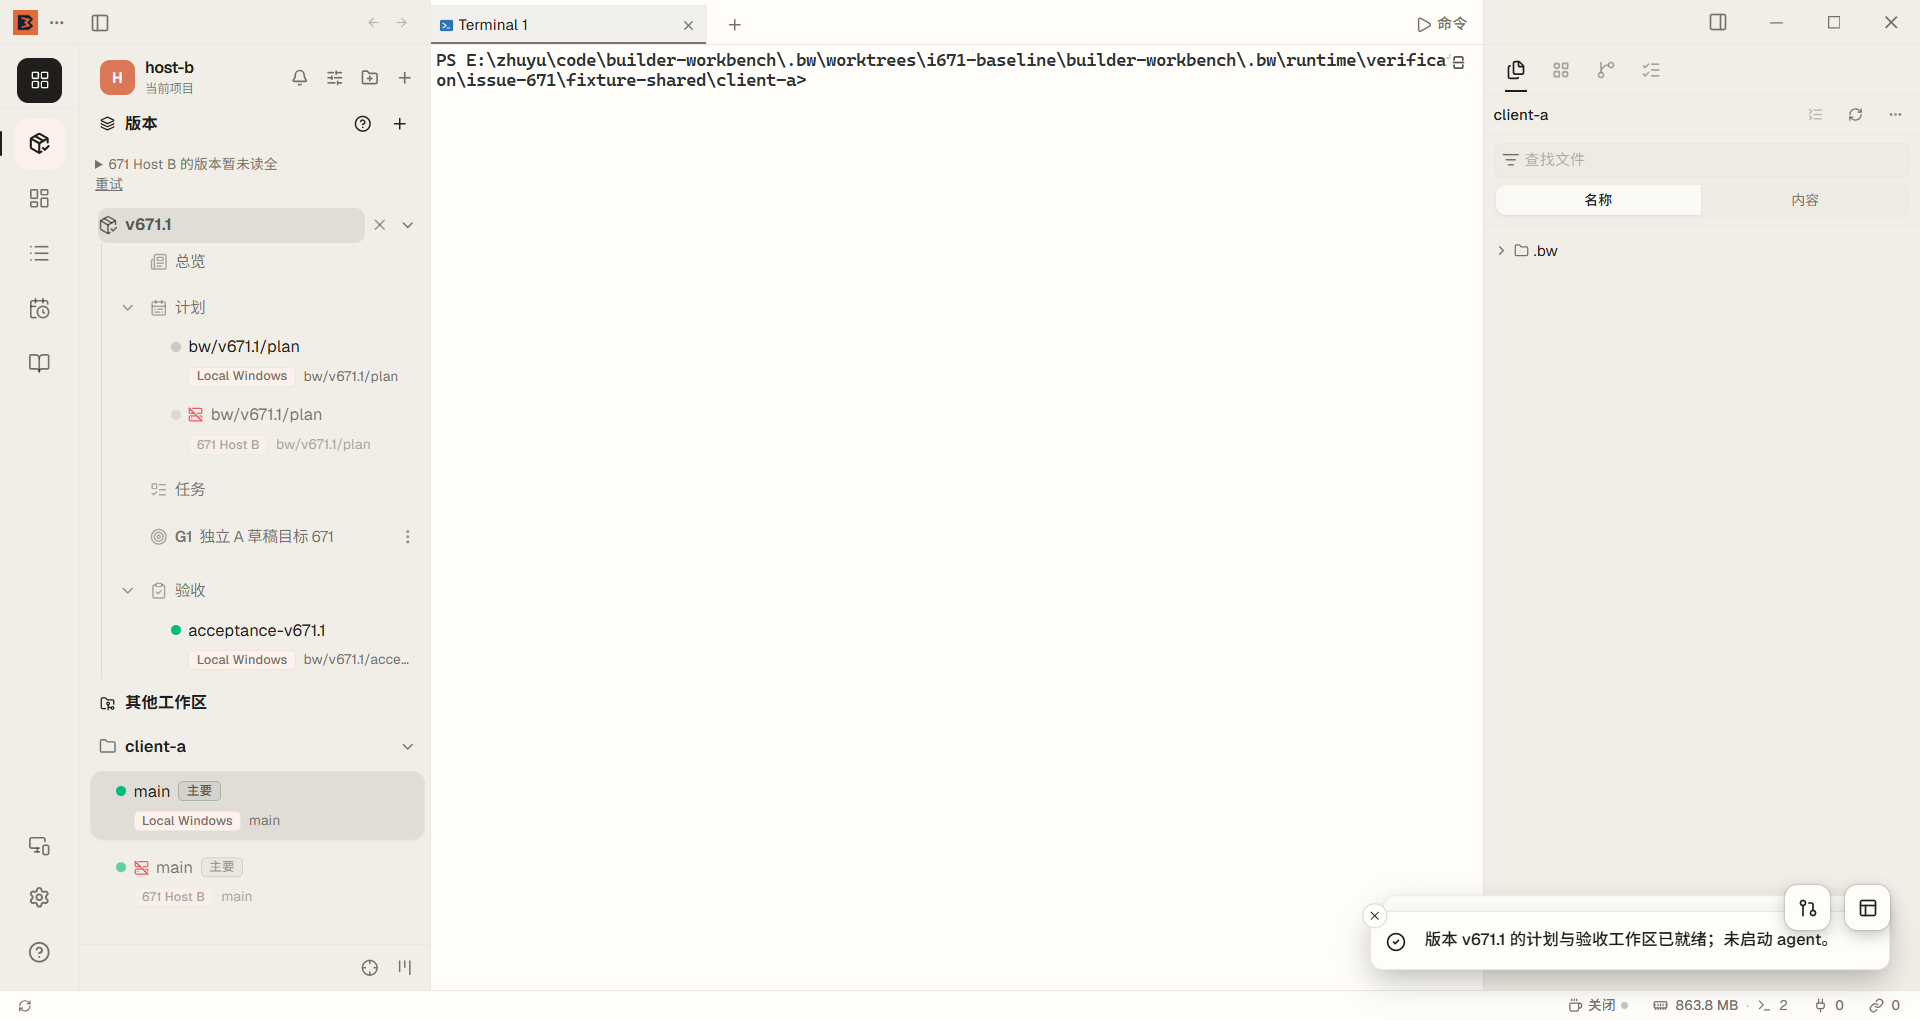 Terminal 1
命令
H
host-b
当前项目
版本
671 Host B 的版本暂未读全
重试
v671.1
总览
计划
bw/v671.1/plan
Local Windows bw/v671.1/plan
bw/v671.1/plan
671 Host B bw/v671.1/plan
任务
G1 独立 A 草稿目标 671
验收
acceptance-v671.1
Local Windows bw/v671.1/acce...
其他工作区
client-a
main 主要
Local Windows main
main 主要
671 Host B main
PS E:\zhuyu\code\builder-workbench\.bw\worktrees\i671-baseline\builder-workbench\.bw\runtime\verifica
on\issue-671\fixture-shared\client-a>
client-a
查找文件
名称 内容
.bw
版本 v671.1 的计划与验收工作区已就绪；未启动 agent。
关闭 863.8 MB · 2 0 0